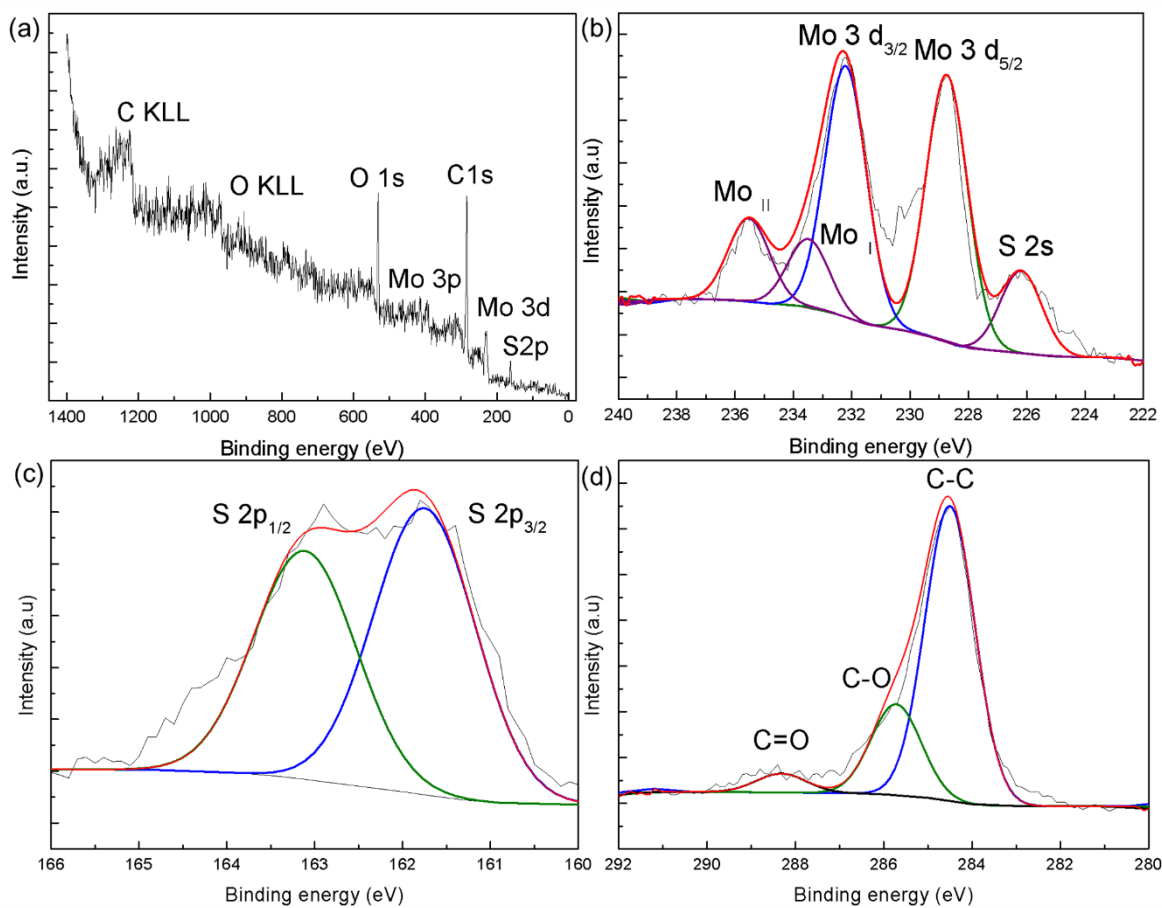 (a)
C KLL
O KLL
O 1s
C1s
Mo 3p
Mo 3d
S2p
Intensity (a.u.)
1400 1200 1000 800 600 400 200 0
Binding energy (eV)
(b)
Mo 3 d3/2 Mo 3 d5/2
Mo II
Mo I
S 2s
Intensity (a.u)
240 238 236 234 232 230 228 226 224 222
Binding energy (eV)
(c)
S 2p1/2
S 2p3/2
Intensity (a.u)
166 165 164 163 162 161 160
Binding energy (eV)
(d)
C-C
C-O
C=O
Intensity (a.u)
292 290 288 286 284 282 280
Binding energy (eV)